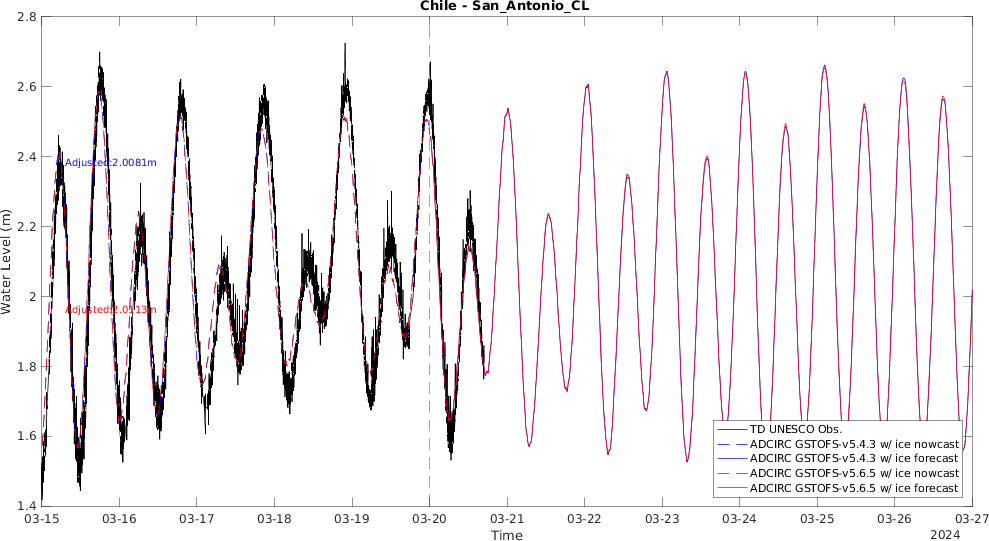 Chile - San_Antonio_CL
2.8
2.6
2.4
2.2
2
1.8
1.6
1.4
Water Level (m)
Adjusted:2.0081m
TD UNESCO Obs.
ADCIRC GSTOFS-v5.4.3 w/ ice nowcast
ADCIRC GSTOFS-v5.4.3 w/ ice forecast
ADCIRC GSTOFS-v5.6.5 w/ ice nowcast
ADCIRC GSTOFS-v5.6.5 w/ ice forecast
03-15 03-16 03-17 03-18 03-19 03-20 03-21 03-22 03-23 03-24 03-25 03-26 03-27
Time
2024